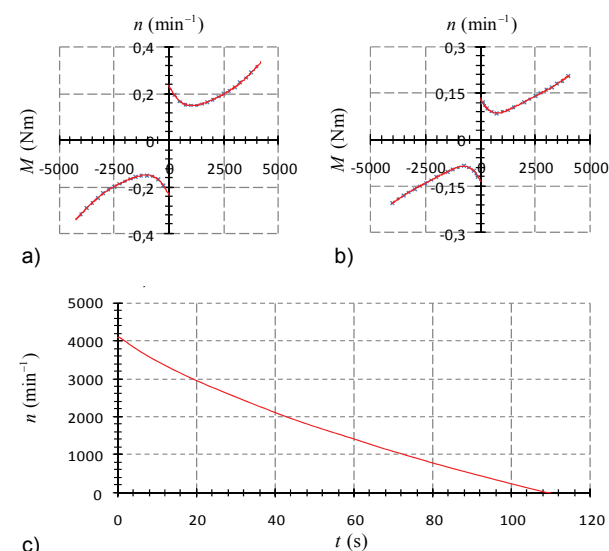 n (min⁻¹)
0,4
0,2
0
-5000 -2500 0 2500 5000
-0,2
-0,4
M (Nm)
a)
n (min⁻¹)
0,3
0,15
0
-5000 -2500 0 2500 5000
-0,15
-0,3
M (Nm)
b)
5000
4000
3000
2000
1000
0
n (min⁻¹)
0 20 40 60 80 100 120
t (s)
c)